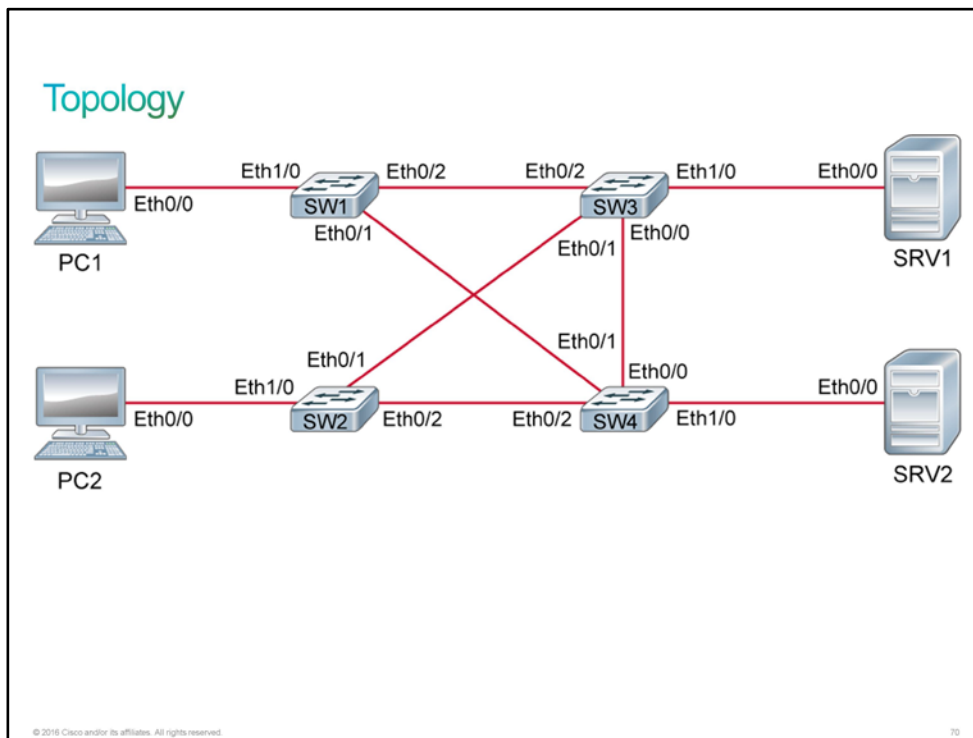 Topology
Eth1/0
Eth0/2
Eth0/2
Eth1/0
Eth0/0
Eth0/0
SW1
SW3
Eth0/1
Eth0/0
Eth0/1
PC1
SRV1
Eth0/1
Eth0/1
Eth0/0
Eth1/0
Eth0/0
Eth0/0
SW2
Eth0/2
Eth0/2
SW4
Eth1/0
PC2
SRV2
© 2016 Cisco and/or its affiliates. All rights reserved.
70